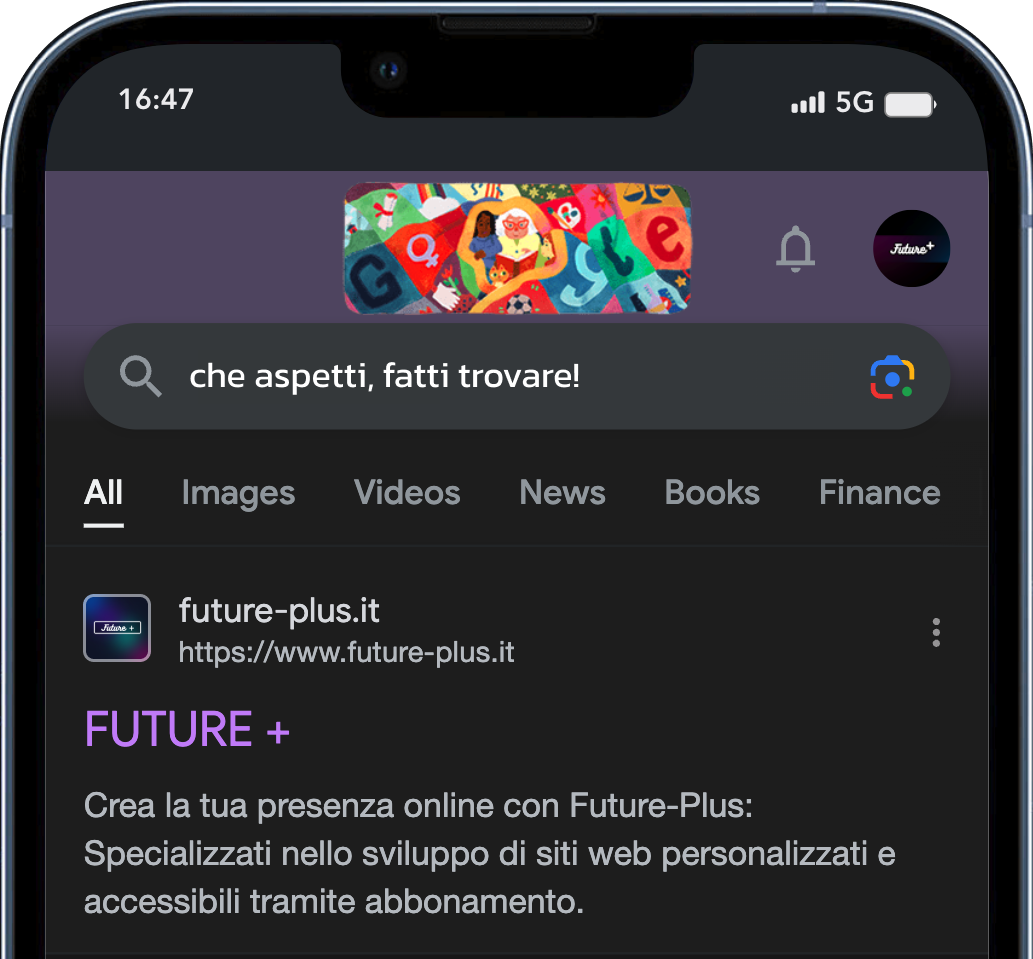 16:47 5G
Google
Future+
che aspetti, fatti trovare!
All Images Videos News Books Finance
future-plus.it
Future +
https://www.future-plus.it
FUTURE +
Crea la tua presenza online con Future-Plus:
Specializzati nello sviluppo di siti web personalizzati e
accessibili tramite abbonamento.